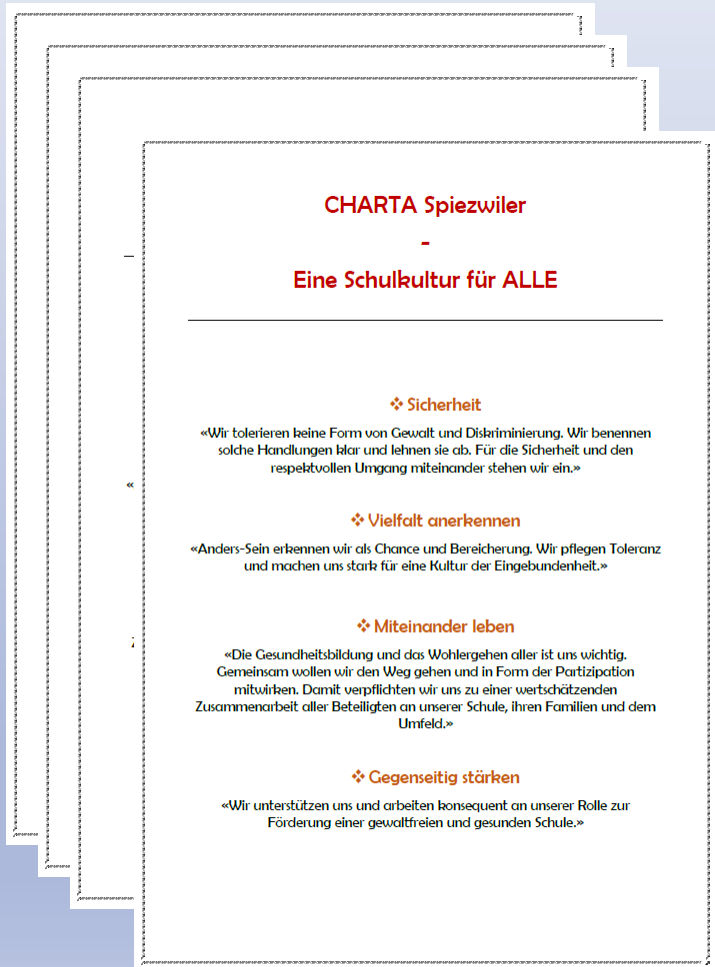 CHARTA Spiezwiler
-
Eine Schulkultur für ALLE
❖ Sicherheit
«Wir tolerieren keine Form von Gewalt und Diskriminierung. Wir benennen
solche Handlungen klar und lehnen sie ab. Für die Sicherheit und den
respektvollen Umgang miteinander stehen wir ein.»
❖ Vielfalt anerkennen
«Anders-Sein erkennen wir als Chance und Bereicherung. Wir pflegen Toleranz
und machen uns stark für eine Kultur der Eingebundenheit.»
❖ Miteinander leben
«Die Gesundheitsbildung und das Wohlergehen aller ist uns wichtig.
Gemeinsam wollen wir den Weg gehen und in Form der Partizipation
mitwirken. Damit verpflichten wir uns zu einer wertschätzenden
Zusammenarbeit aller Beteiligten an unserer Schule, ihren Familien und dem
Umfeld.»
❖ Gegenseitig stärken
«Wir unterstützen uns und arbeiten konsequent an unserer Rolle zur
Förderung einer gewaltfreien und gesunden Schule.»